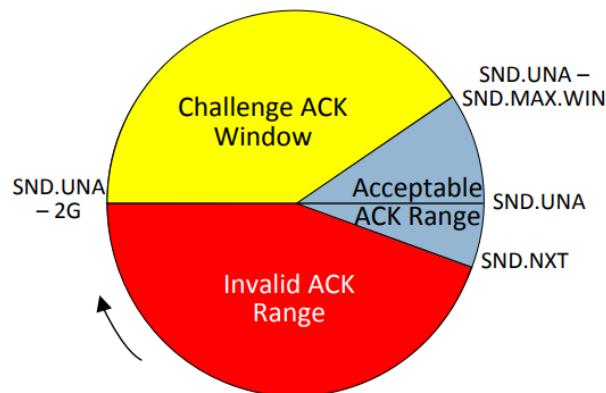 Challenge ACK
Window
SND.UNA –
SND.MAX.WIN
SND.UNA
– 2G
Acceptable
ACK Range
SND.UNA
SND.NXT
Invalid ACK
Range